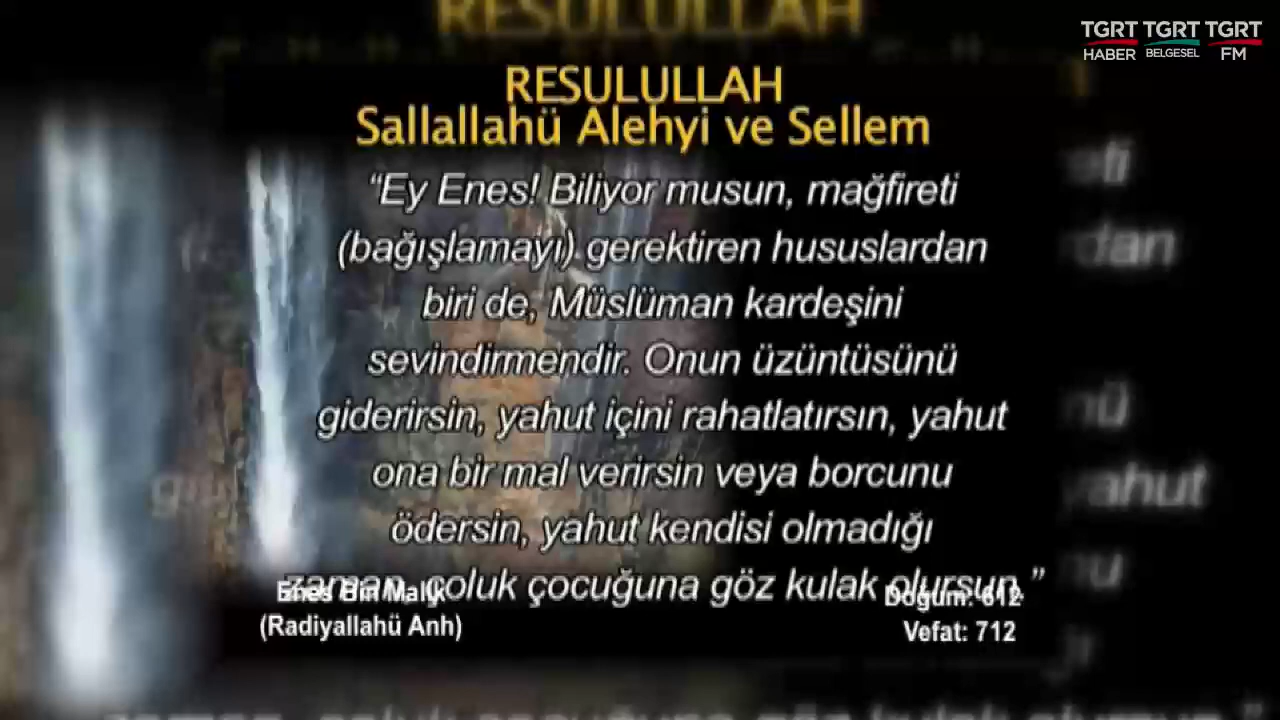 TGRT TGRT TGRT
HABER BELGESEL FM
RESULULLAH
RESULULLAH
Sallallahü Alehyi ve Sellem
“Ey Enes! Biliyor musun, mağfireti
(bağışlamayı) gerektiren hususlardan
biri de, Müslüman kardeşini
sevindirmendir. Onun üzüntüsünü
giderirsin, yahut içini rahatlatırsın, yahut
ona bir mal verirsin veya borcunu
ödersin, yahut kendisi olmadığı
zaman, çoluk çocuğuna göz kulak olursun.”
Enes Bin Malik
(Radiyallahü Anh)
Doğum: 612
Vefat: 712